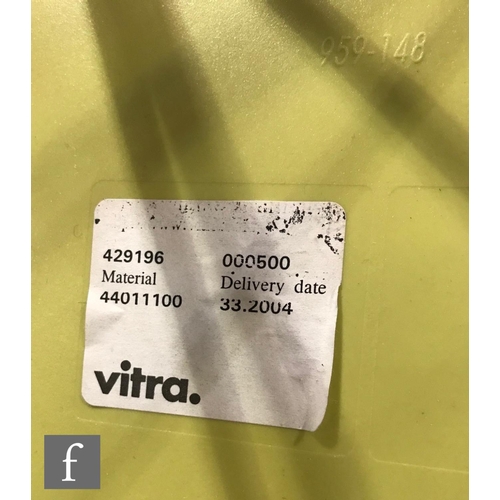 959-148
429196 000500
Material Delivery date
44011100 33.2004
vitra.
f